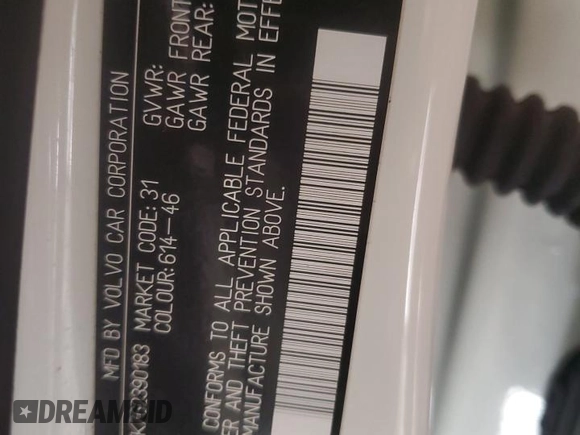 MFD BY VOLVO CAR CORPORATION
MARKET CODE: 31
COLOUR: 614-46
GVWR:
GAWR FRONT
GAWR REAR:
CONFORMS TO ALL APPLICABLE FEDERAL MOT
ER AND THEFT PREVENTION STANDARDS IN EFFE
MANUFACTURE SHOWN ABOVE.
DREAMBID